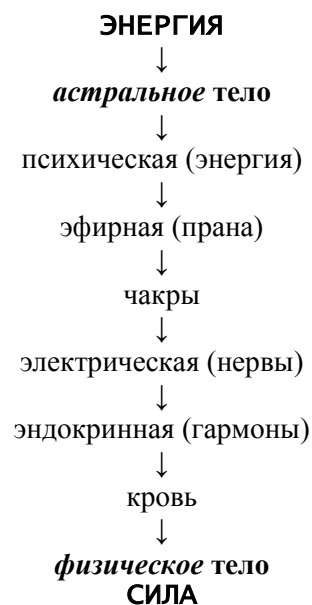 ЭНЕРГИЯ
↓
астральное тело
↓
психическая (энергия)
↓
эфирная (прана)
↓
чакры
↓
электрическая (нервы)
↓
эндокринная (гармоны)
↓
кровь
↓
физическое тело
СИЛА